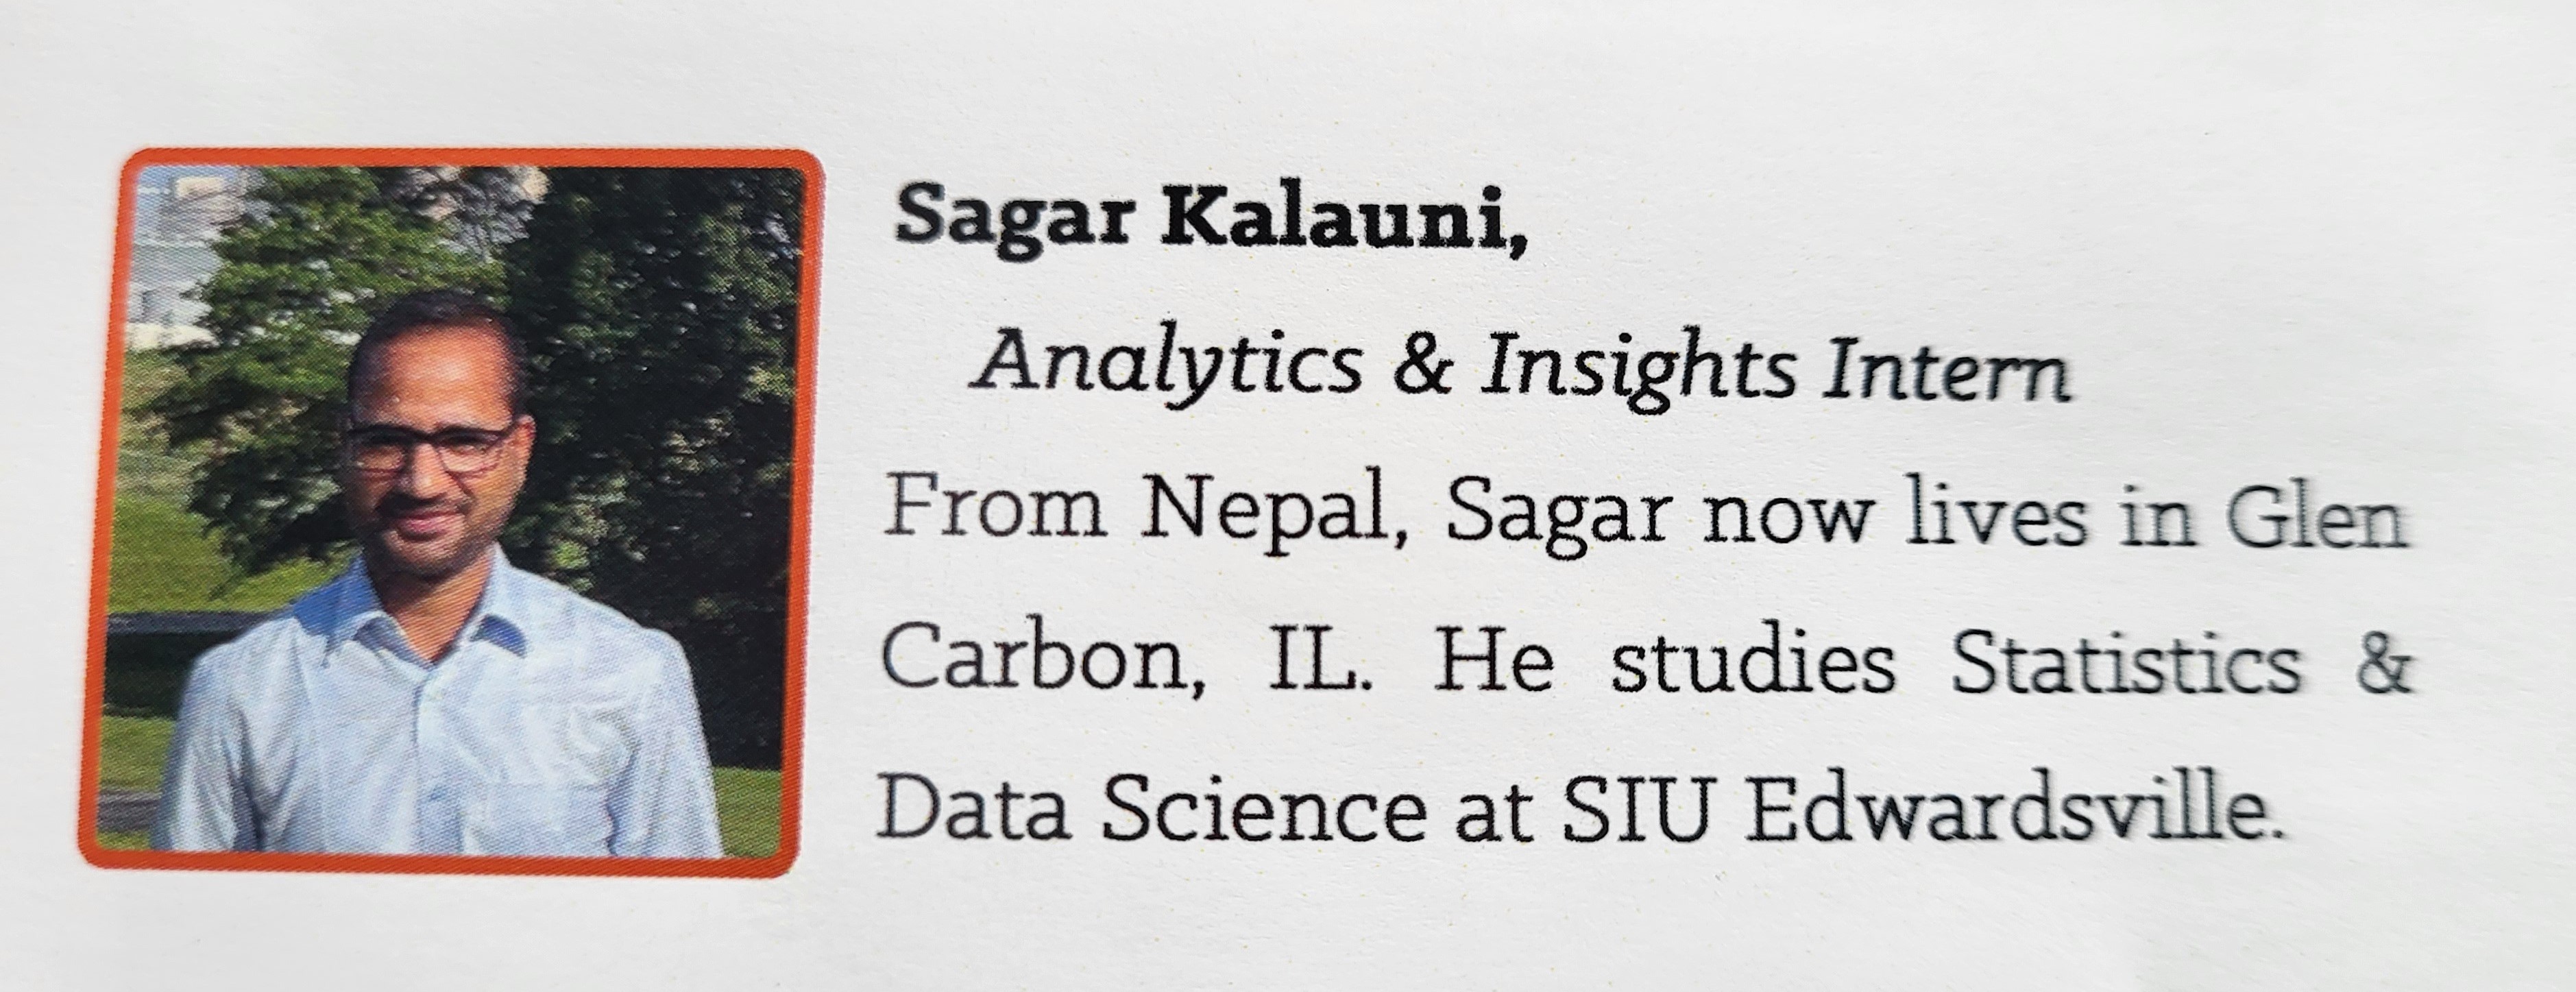 Sagar Kalauni,
Analytics & Insights Intern
From Nepal, Sagar now lives in Glen
Carbon, IL. He studies Statistics &
Data Science at SIU Edwardsville.